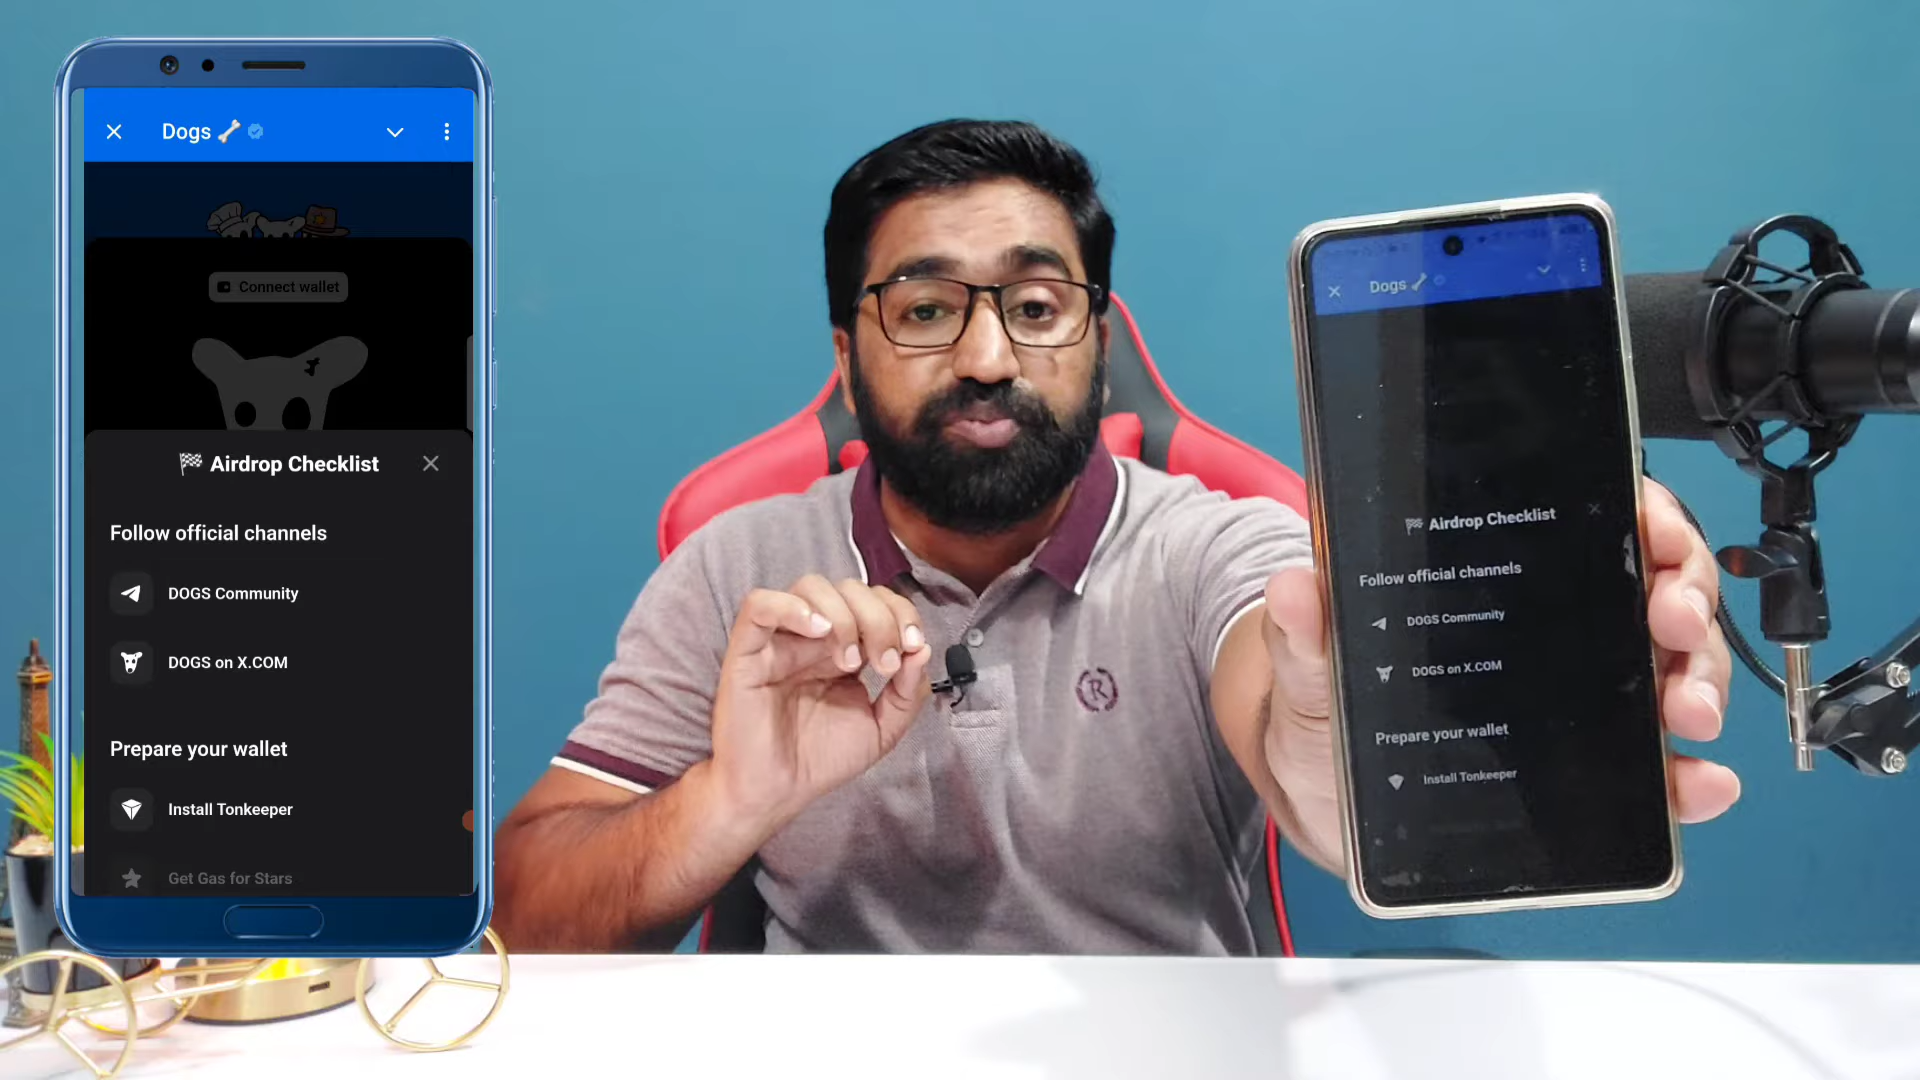 Dogs
Connect wallet
Airdrop Checklist
Follow official channels
DOGS Community
DOGS on X.COM
Prepare your wallet
Install Tonkeeper
Get Gas for Stars
Dogs
Airdrop Checklist
Follow official channels
DOGS Community
DOGS on X.COM
Prepare your wallet
Install Tonkeeper
R